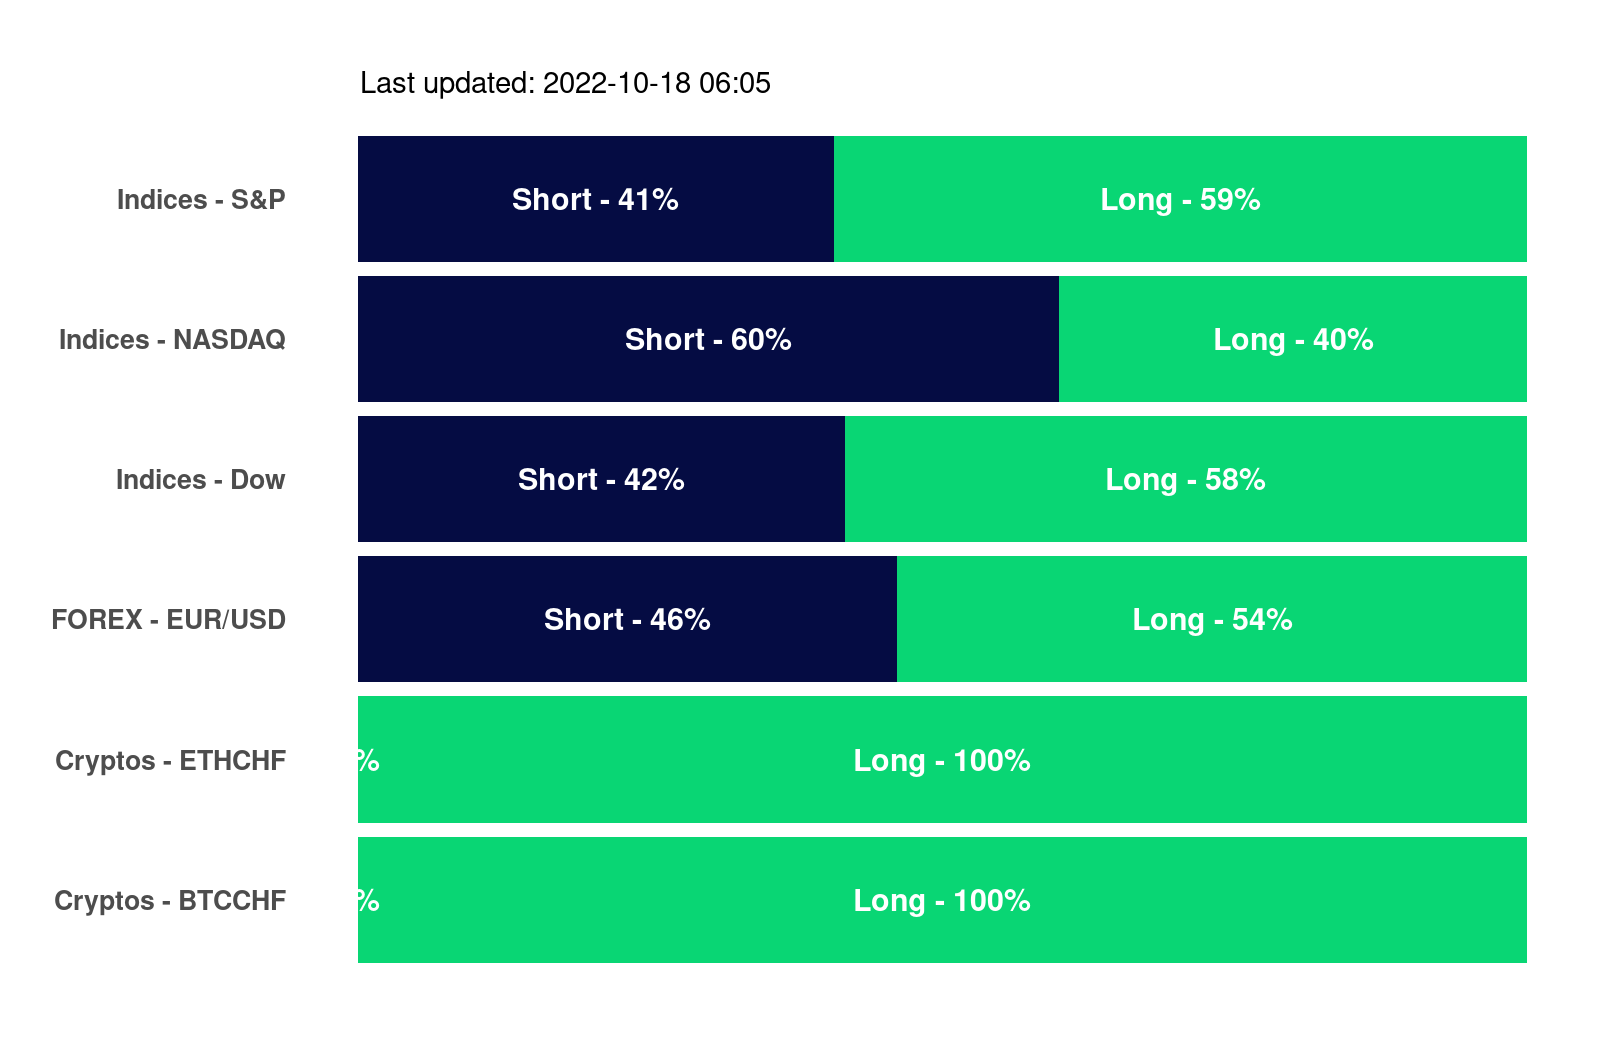 Last updated: 2022-10-18 06:05
Indices - S&P Short - 41% Long - 59%
Indices - NASDAQ Short - 60% Long - 40%
Indices - Dow Short - 42% Long - 58%
FOREX - EUR/USD Short - 46% Long - 54%
Cryptos - ETHCHF % Long - 100%
Cryptos - BTCCHF % Long - 100%